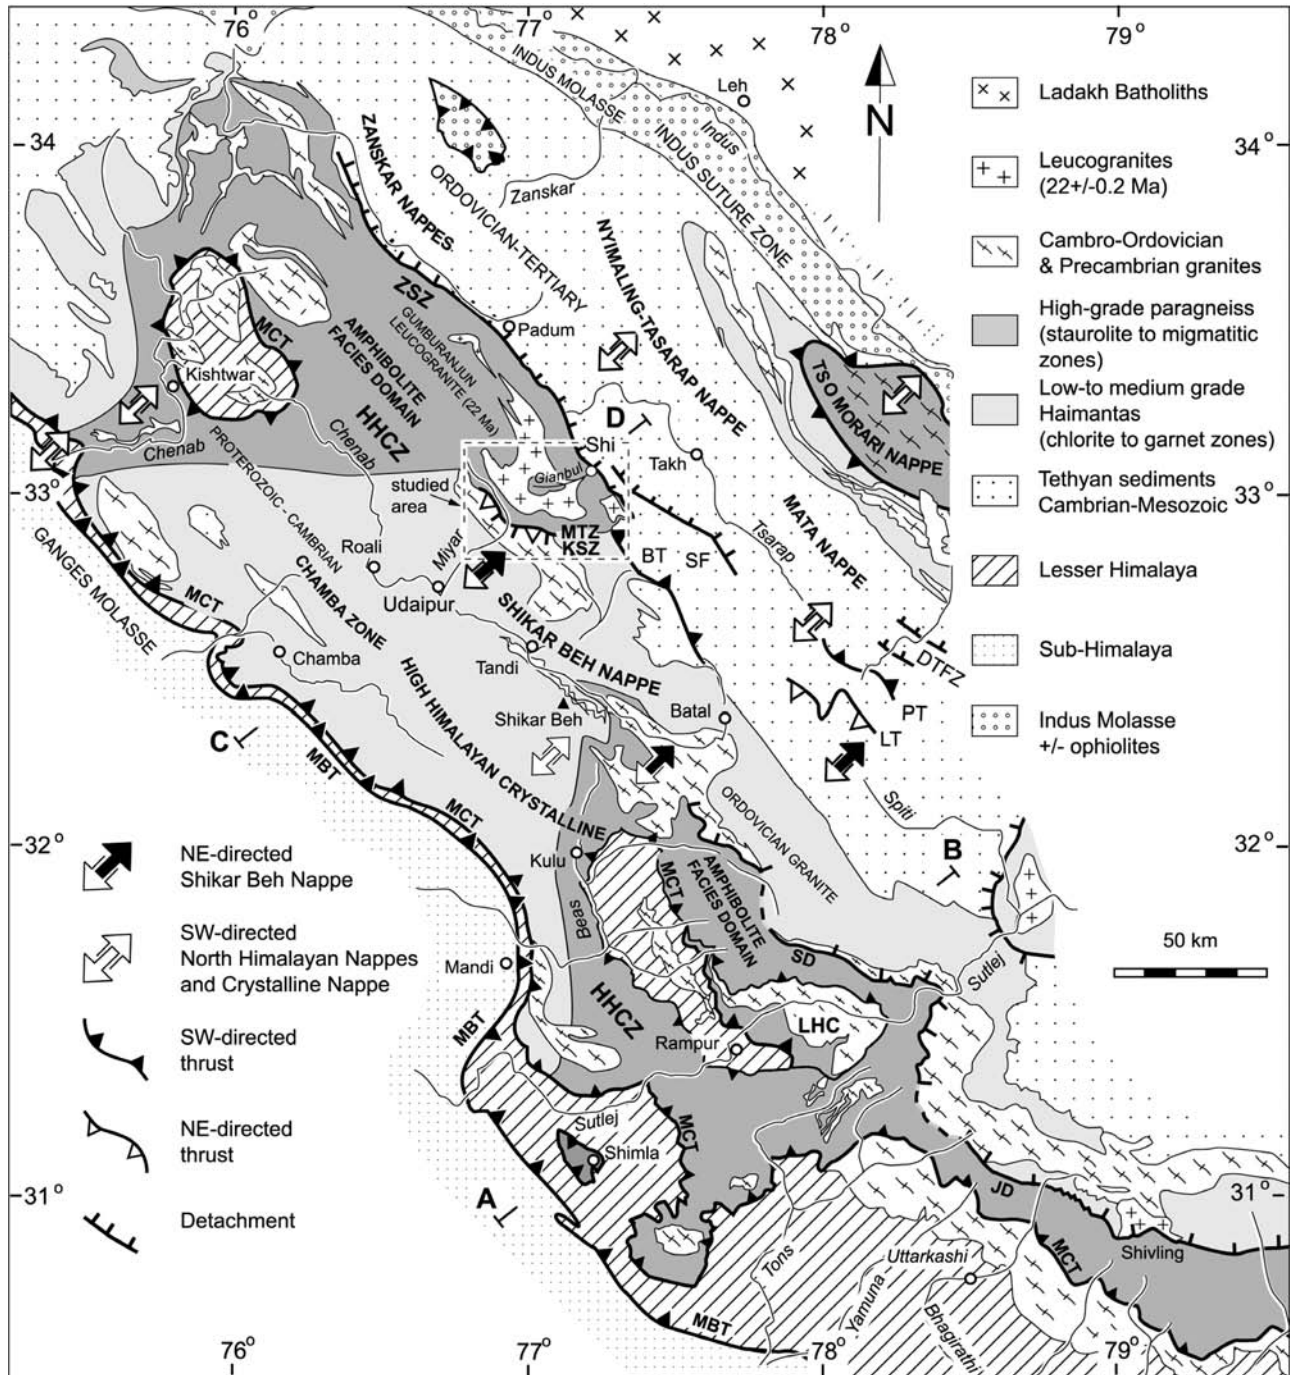 76°
77°
78°
79°
34
34°
33
33°
32
32°
31°
31°
76°
77°
78°
79°
INDUS MOLASSE
INDUS SUTURE ZONE
Leh
Indus
N
ZANSKAR NAPPES
ORDOVICIAN-TERTIARY
Zanskar
NYIMALING-TASARAP NAPPE
ZSZ
GUMBURANJUN
LEUCOGRANITE (22 Ma)
Padum
AMPHIBOLITE
FACIES DOMAIN
HHCZ
MCT
Kishtwar
Chenab
Chenab
TSO MORARI NAPPE
D
Shi
Gianbul
Takh
studied
area
MTZ
KSZ
BT
SF
Tsarap
MATA NAPPE
PROTEROZOIC - CAMBRIAN
Roali
Miyar
Udaipur
CHAMBA ZONE
GANGES MOLASSE
MCT
Chamba
SHIKAR BEH NAPPE
Tandi
Shikar Beh
Batal
HIGH HIMALAYAN CRYSTALLINE
DTFZ
PT
LT
C
MBT
MCT
Spiti
ORDOVICIAN GRANITE
B
Kulu
Beas
MCT
AMPHIBOLITE
FACIES DOMAIN
SD
Sutlej
Mandi
HHCZ
LHC
Rampur
MBT
Sutlej
Shimla
MCT
A
JD
MCT
Shivling
Tons
Uttarkashi
Yamuna
Bhagirathi
MBT
Ladakh Batholiths
Leucogranites
(22+/-0.2 Ma)
Cambro-Ordovician
& Precambrian granites
High-grade paragneiss
(staurolite to migmatitic
zones)
Low-to medium grade
Haimantas
(chlorite to garnet zones)
Tethyan sediments
Cambrian-Mesozoic
Lesser Himalaya
Sub-Himalaya
Indus Molasse
+/- ophiolites
50 km
NE-directed
Shikar Beh Nappe
SW-directed
North Himalayan Nappes
and Crystalline Nappe
SW-directed
thrust
NE-directed
thrust
Detachment